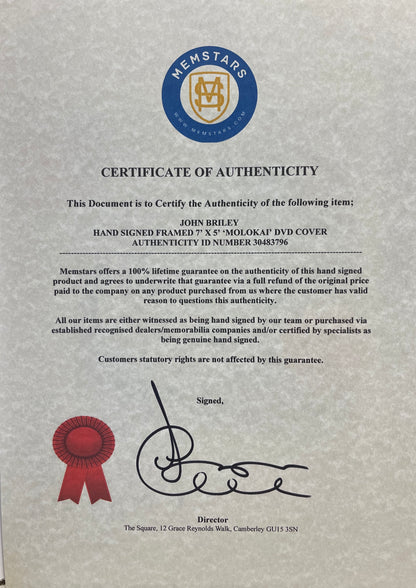 MEMSTARS
WWW.MEMSTARS.COM
CERTIFICATE OF AUTHENTICITY
This Document is to Certify the Authenticity of the following item;
JOHN BRILEY
HAND SIGNED FRAMED 7' X 5' ‘MOLOKAI’ DVD COVER
AUTHENTICITY ID NUMBER 30483796
Memstars offers a 100% lifetime guarantee on the authenticity of this hand signed
product and agrees to underwrite that guarantee via a full refund of the original price
paid to the company on any product purchased from us where the customer has valid
reason to questions this authenticity.
All our items are either witnessed as being hand signed by our team or purchased via
established recognised dealers/memorabilia companies and/or certified by specialists as
being genuine hand signed.
Customers statutory rights are not affected by this guarantee.
Signed,
Director
The Square, 12 Grace Reynolds Walk, Camberley GU15 3SN